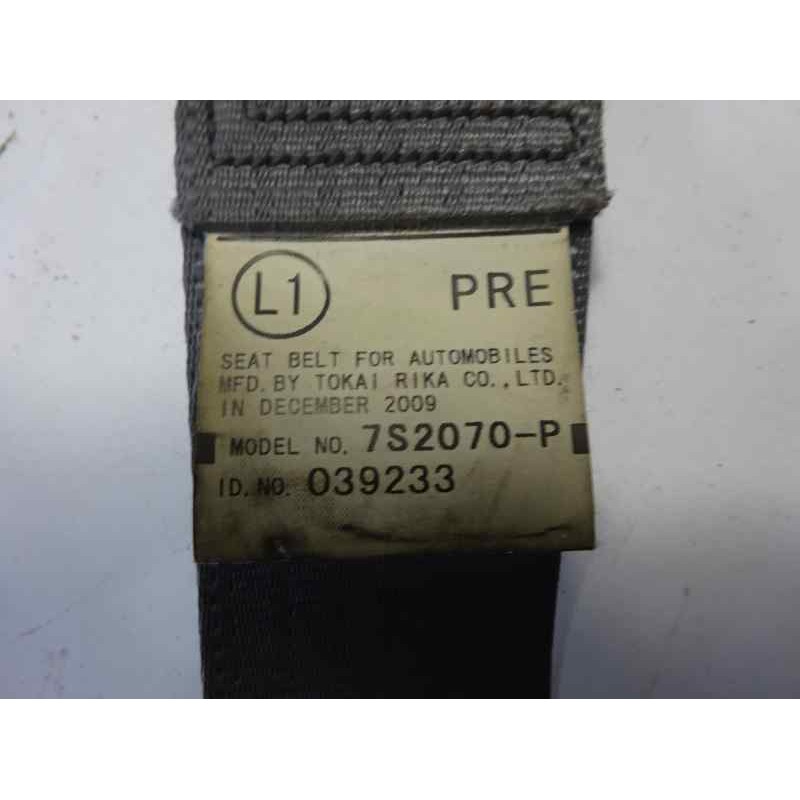 L1 PRE
SEAT BELT FOR AUTOMOBILES
MFD. BY TOKAI RIKA CO., LTD.
IN DECEMBER 2009
MODEL NO. 7S2070-P
ID. NO. 039233